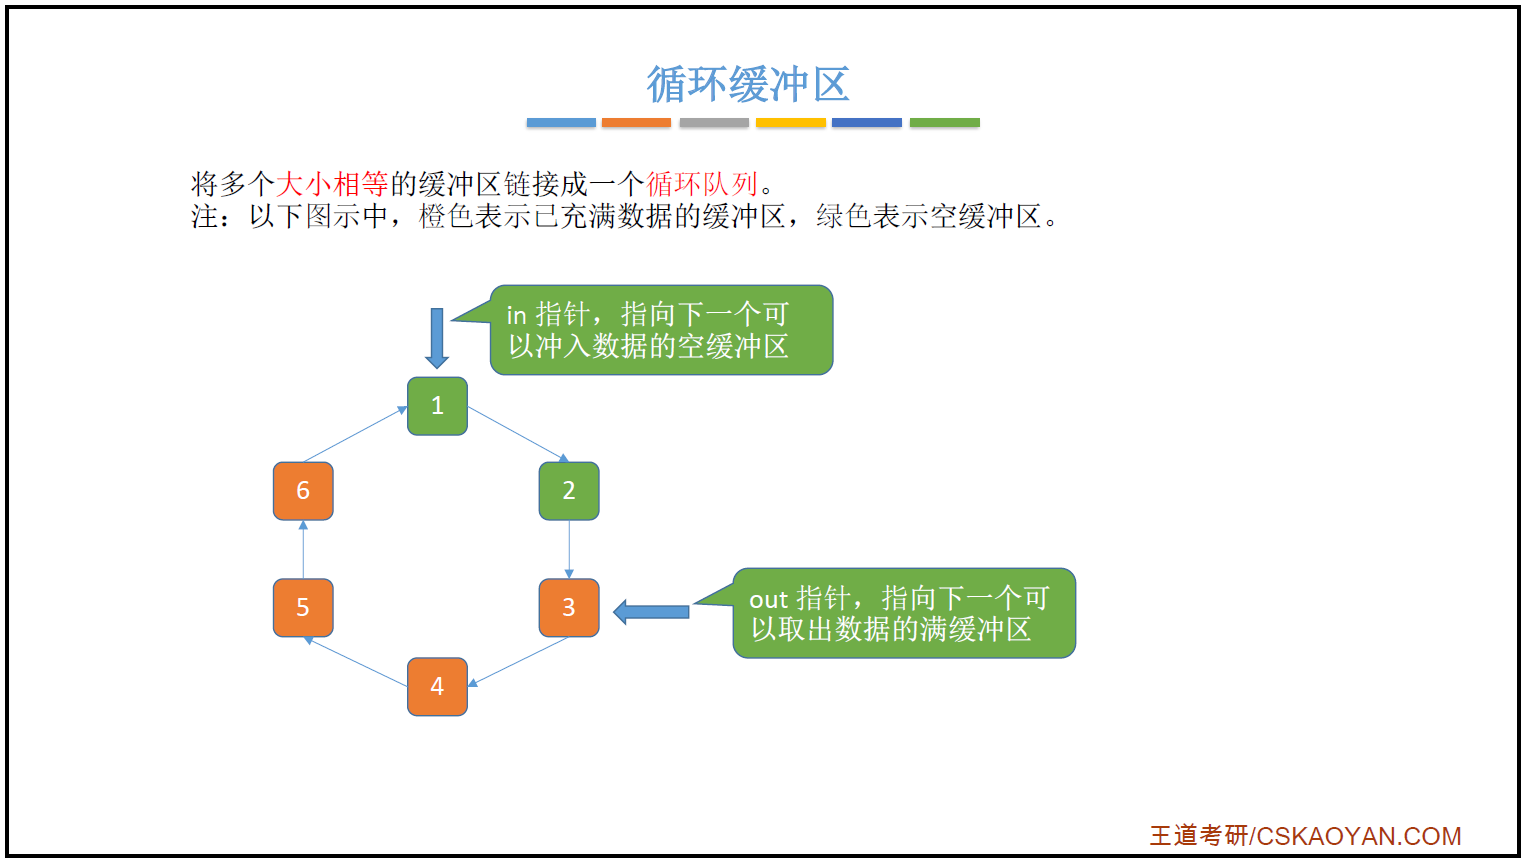 循环缓冲区
将多个大小相等的缓冲区链接成一个循环队列。
注：以下图示中，橙色表示已充满数据的缓冲区，绿色表示空缓冲区。
in 指针，指向下一个可
以冲入数据的空缓冲区
1
6
2
5
3
out 指针，指向下一个可
以取出数据的满缓冲区
4
王道考研/CSKAOYAN.COM